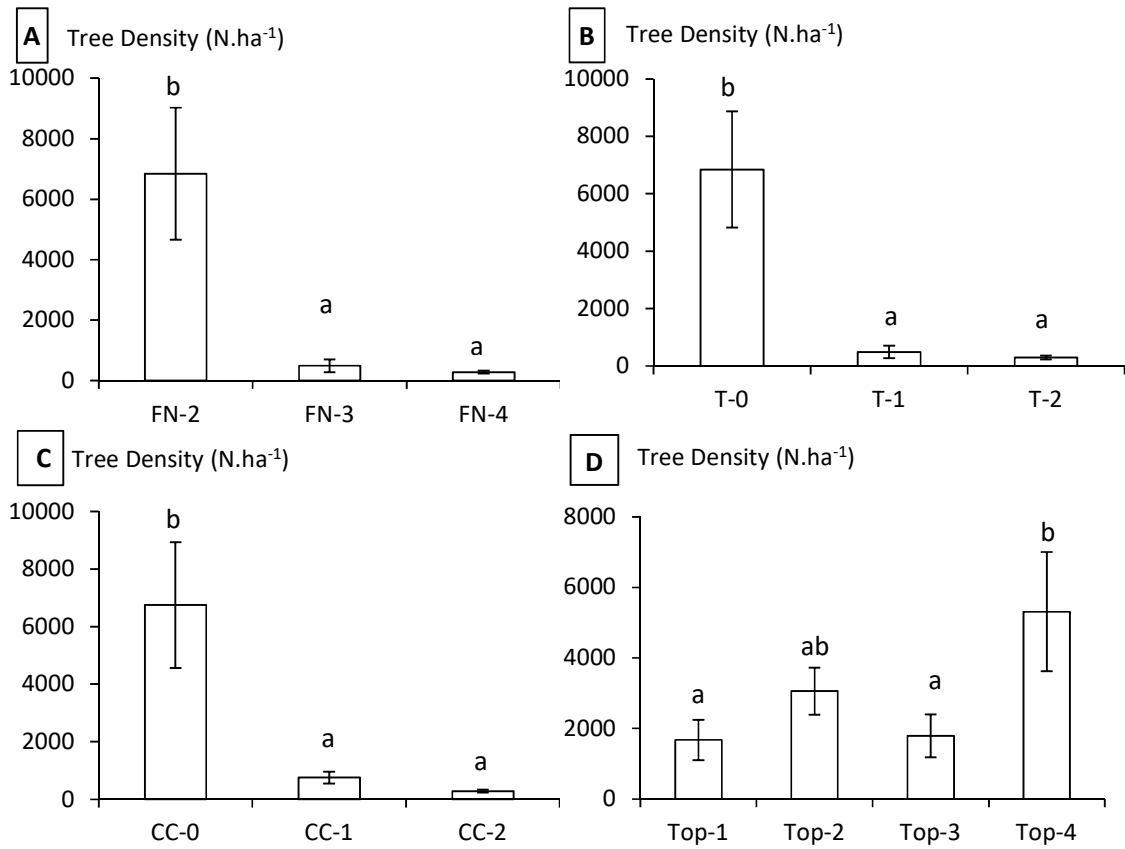 A Tree Density (N.ha⁻¹)
10000
8000
6000
4000
2000
0
b
a
a
FN-2 FN-3 FN-4
B Tree Density (N.ha⁻¹)
10000
8000
6000
4000
2000
0
b
a
a
T-0 T-1 T-2
C Tree Density (N.ha⁻¹)
10000
8000
6000
4000
2000
0
b
a
a
CC-0 CC-1 CC-2
D Tree Density (N.ha⁻¹)
8000
6000
4000
2000
0
a
ab
a
b
Top-1 Top-2 Top-3 Top-4